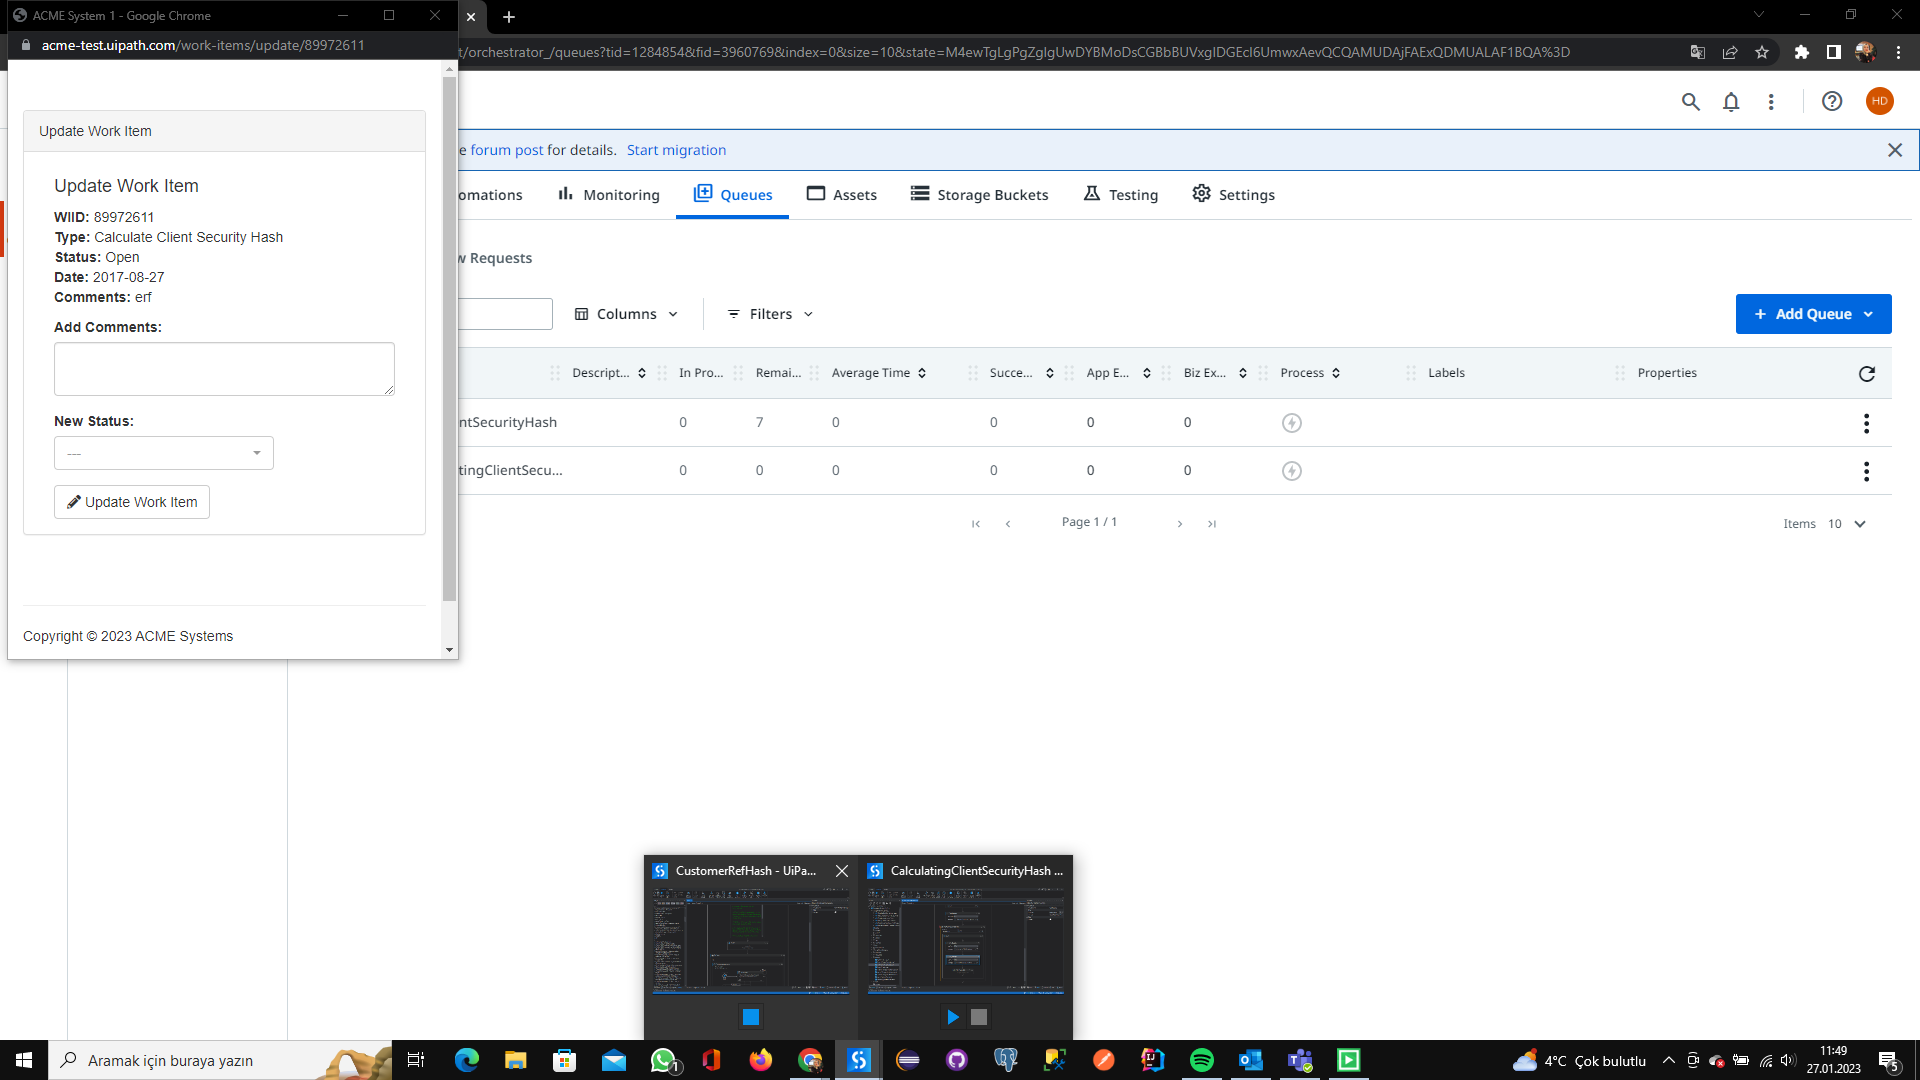 ACME System 1 - Google Chrome
acme-test.uipath.com/work-items/update/89972611
t/orchestrator_/queues?tid=1284854&fid=3960769&index=0&size=10&state=
HD
Update Work Item
e forum post for details. Start migration
Update Work Item
omations
Monitoring
Queues
Assets
Storage Buckets
Testing
Settings
WIID: 89972611
Type: Calculate Client Security Hash
Status: Open
Date: 2017-08-27
Comments: erf
w Requests
Add Comments:
Columns
Filters
+ Add Queue
Descript...
In Pro...
Remai...
Average Time
Succe...
App E...
Biz Ex...
Process
Labels
Properties
New Status:
---
ntSecurityHash 0 7 0 0 0 0
tingClientSecu... 0 0 0 0 0 0
Update Work Item
Page 1 / 1
Items 10
Copyright © 2023 ACME Systems
CustomerRefHash - UiPa...
CalculatingClientSecurityHash ...
Aramak için buraya yazın
1
4°C Çok bulutlu
11:49
27.01.2023
5